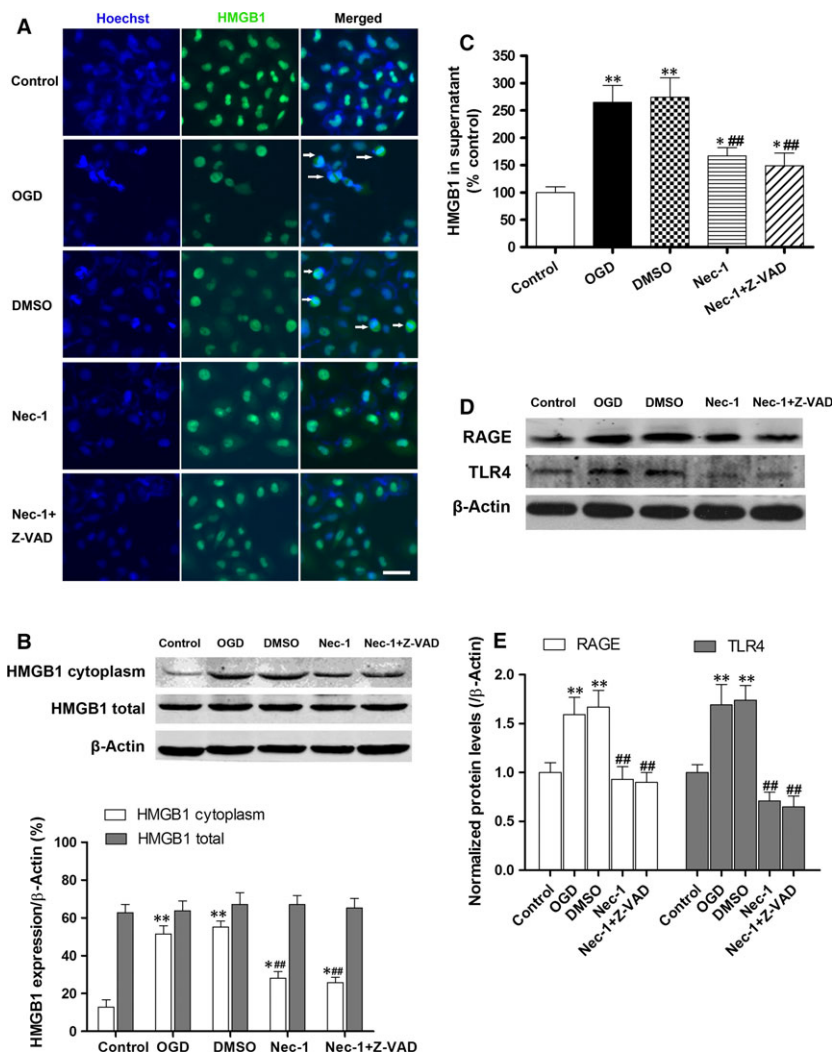 A
Hoechst HMGB1 Merged
Control
OGD
DMSO
Nec-1
Nec-1+
Z-VAD
B
Control OGD DMSO Nec-1 Nec-1+Z-VAD
HMGB1 cytoplasm
HMGB1 total
β-Actin
HMGB1 cytoplasm
HMGB1 total
HMGB1 expression/β-Actin (%)
100
80
60
40
20
0
** ** *## *##
Control OGD DMSO Nec-1 Nec-1+Z-VAD
C
HMGB1 in supernatant
(% control)
400
350
300
250
200
150
100
50
0
** ** * ## * ##
Control OGD DMSO Nec-1 Nec-1+Z-VAD
D
Control OGD DMSO Nec-1 Nec-1+Z-VAD
RAGE
TLR4
β-Actin
E
RAGE TLR4
Normalized protein levels (/β-Actin)
2.0
1.5
1.0
0.5
0.0
** ** ## ## ** ** ## ##
Control OGD DMSO Nec-1 Nec-1+Z-VAD Control OGD DMSO Nec-1 Nec-1+Z-VAD